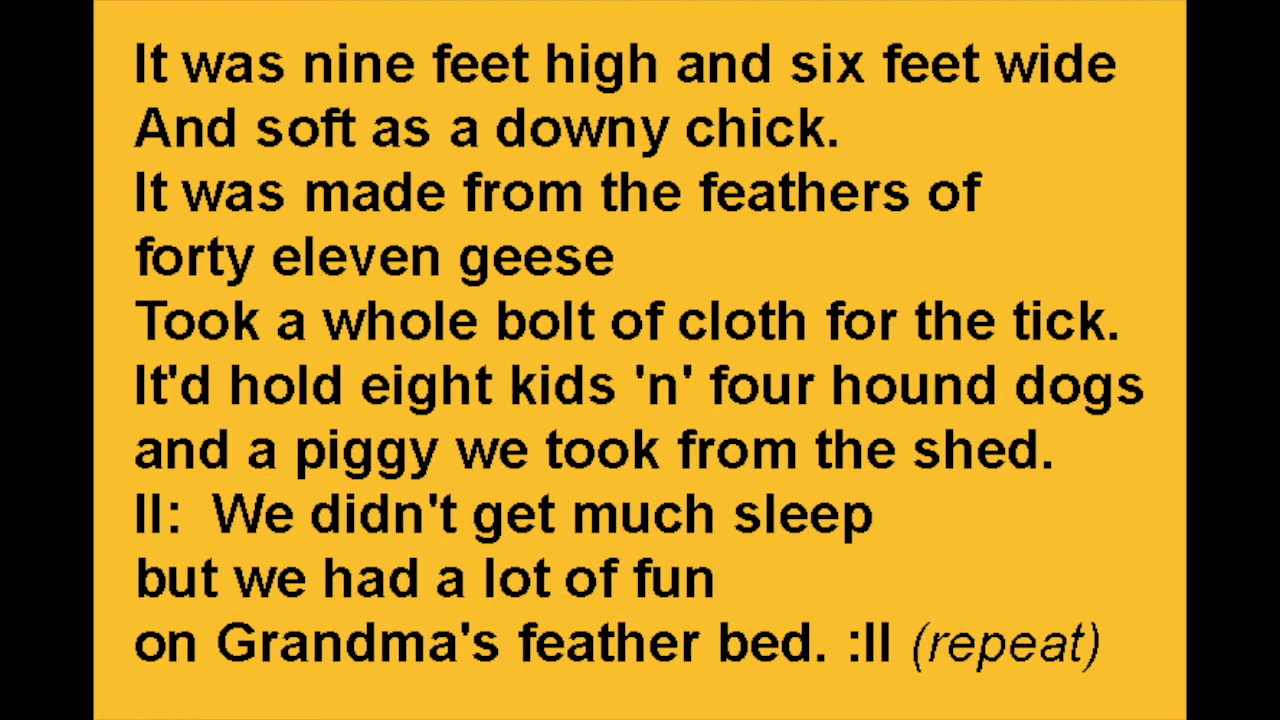 It was nine feet high and six feet wide
And soft as a downy chick.
It was made from the feathers of
forty eleven geese
Took a whole bolt of cloth for the tick.
It'd hold eight kids 'n' four hound dogs
and a piggy we took from the shed.
II:  We didn't get much sleep
but we had a lot of fun
on Grandma's feather bed. :II (repeat)